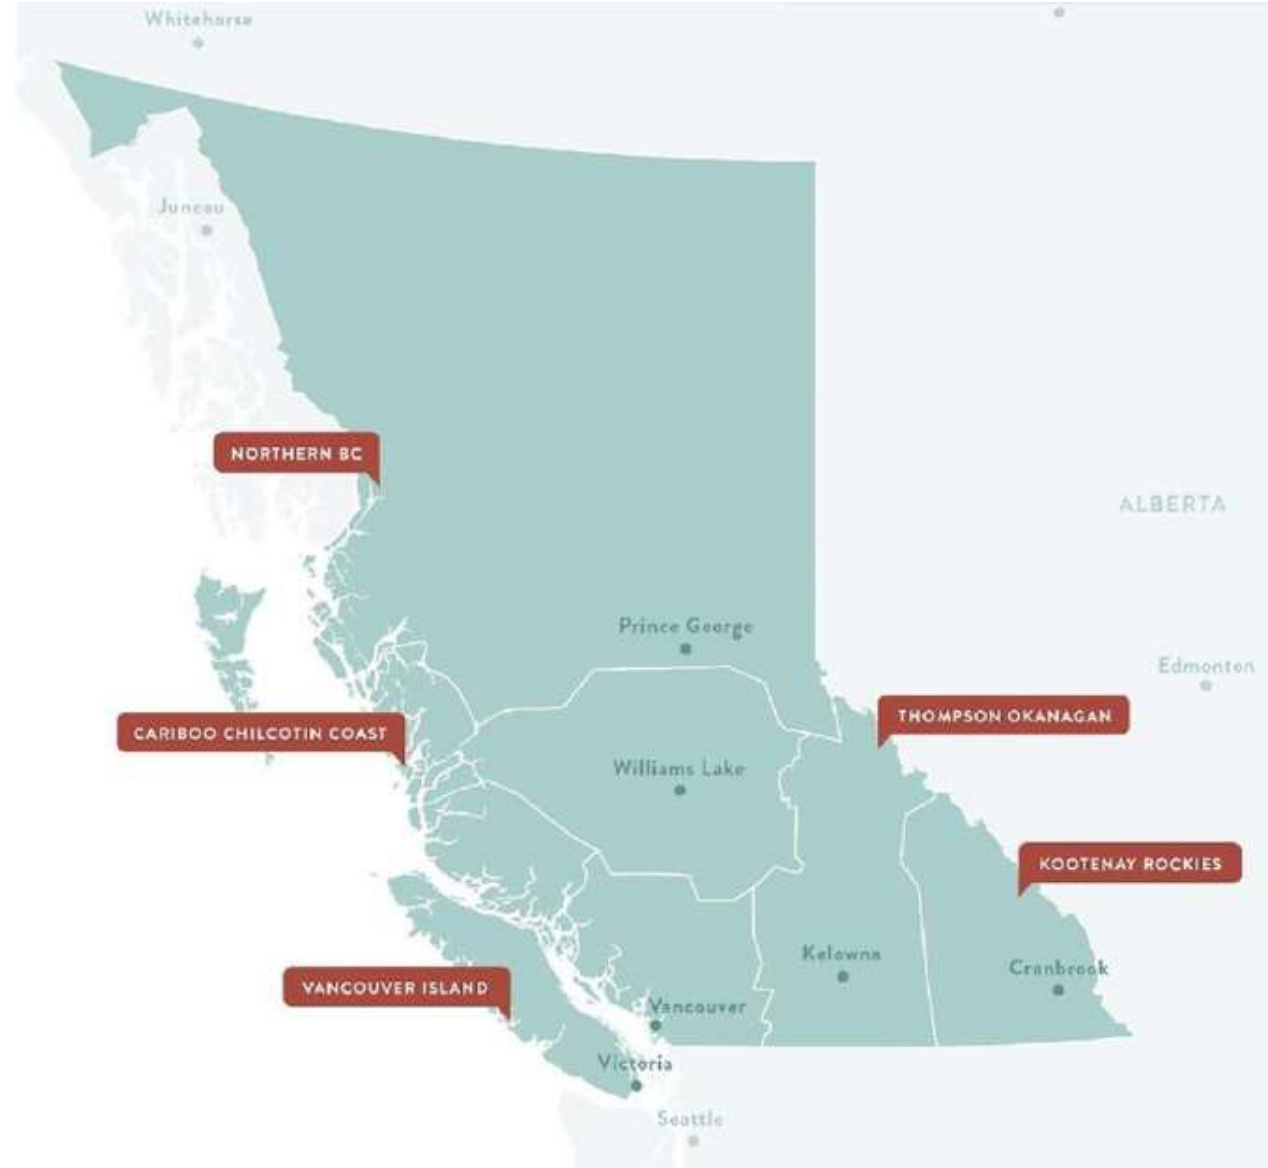 Whitehorse
Juneau
NORTHERN BC
ALBERTA
Prince George
Edmonton
THOMPSON OKANAGAN
CARIBOO CHILCOTIN COAST
Williams Lake
KOOTENAY ROCKIES
Kelowna
Cranbrook
VANCOUVER ISLAND
Vancouver
Victoria
Seattle